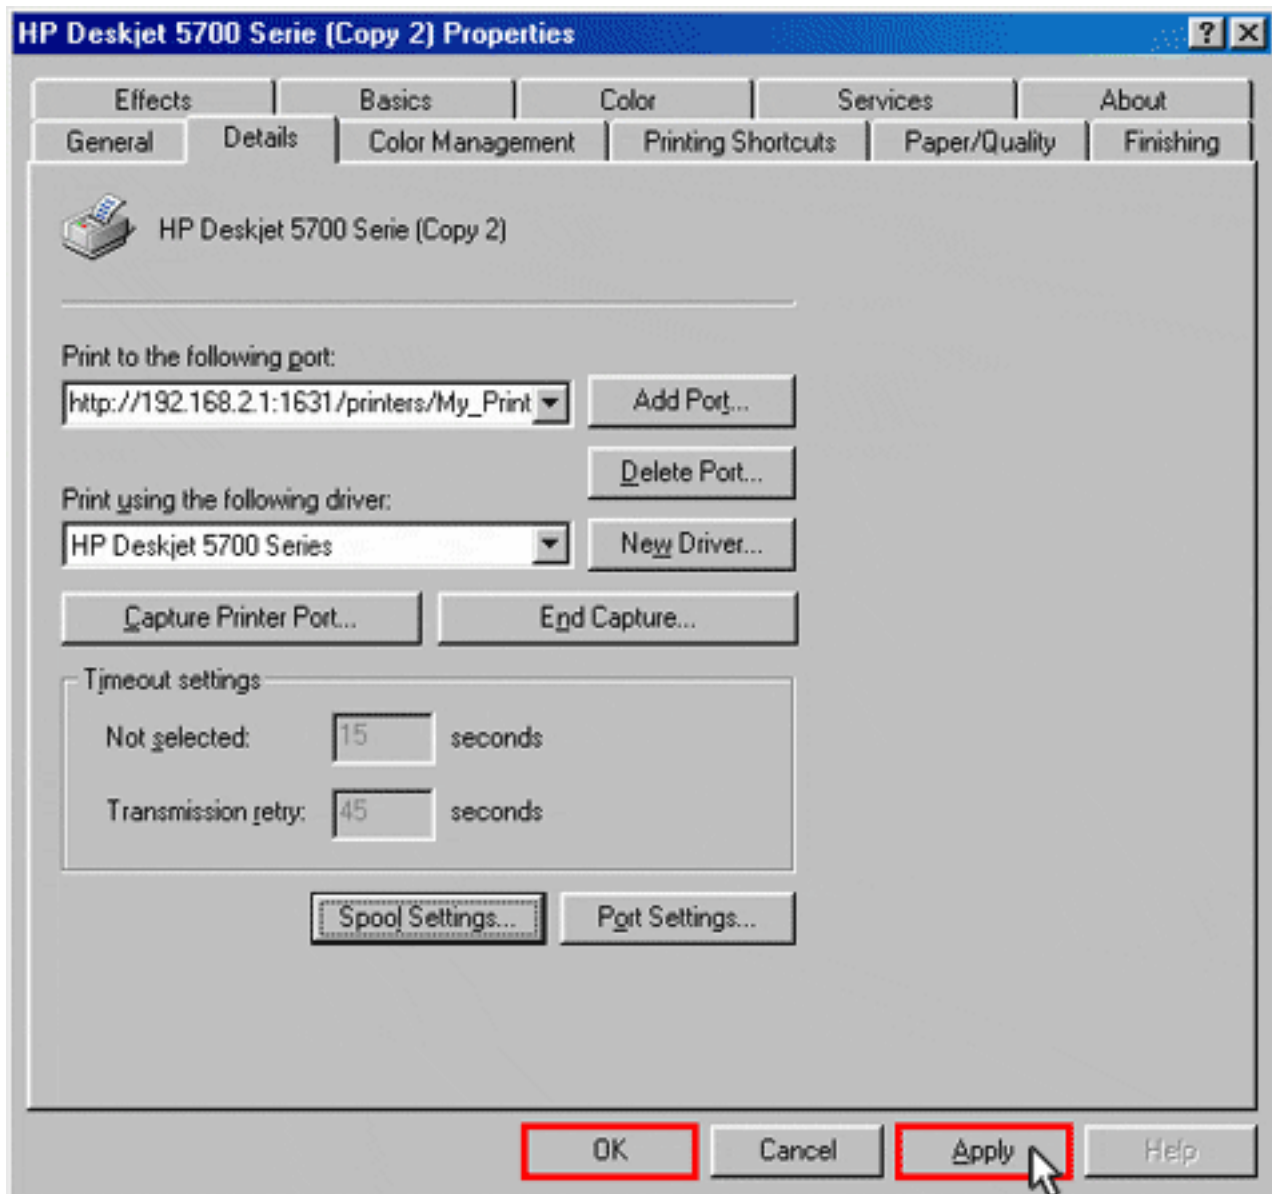 HP Deskjet 5700 Serie (Copy 2) Properties
Effects Basics Color Services About
General Details Color Management Printing Shortcuts Paper/Quality Finishing
HP Deskjet 5700 Serie (Copy 2)
Print to the following port:
http://192.168.2.1:1631/printers/My_Print Add Port...
Delete Port...
Print using the following driver:
HP Deskjet 5700 Series New Driver...
Capture Printer Port... End Capture...
Timeout settings
Not selected: 15 seconds
Transmission retry: 45 seconds
Spool Settings... Port Settings...
OK Cancel Apply Help